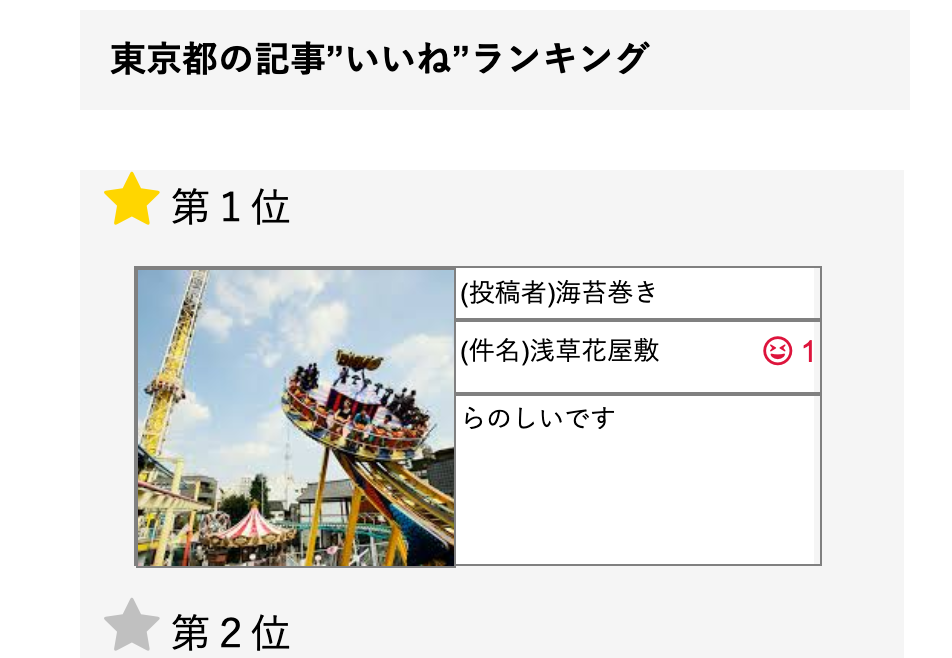 東京都の記事”いいね”ランキング
第1位
(投稿者)海苔巻き
(件名)浅草花屋敷 1
らのしいです
第2位